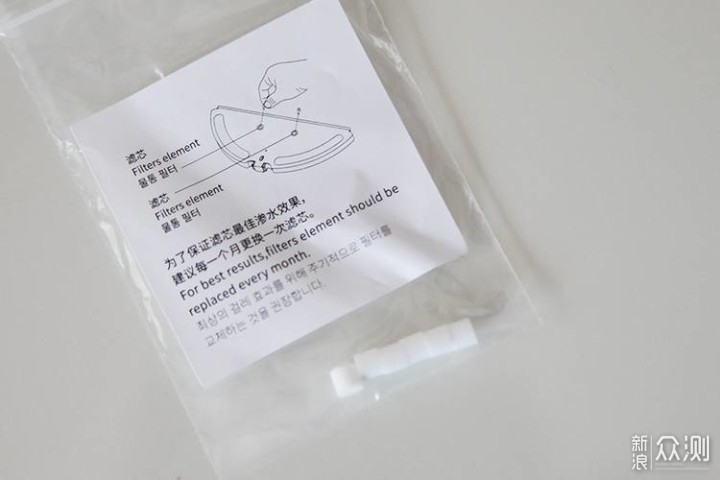 滤芯
Filters element
물통 필터
滤芯
Filters element
물통 필터
为了保证滤芯最佳渗水效果，
建议每一个月更换一次滤芯。
For best results,filters element should be
replaced every month.
최상의 걸레 효과를 위해 주기적으로 필터를
교체하는 것을 권장합니다.
新浪 众测